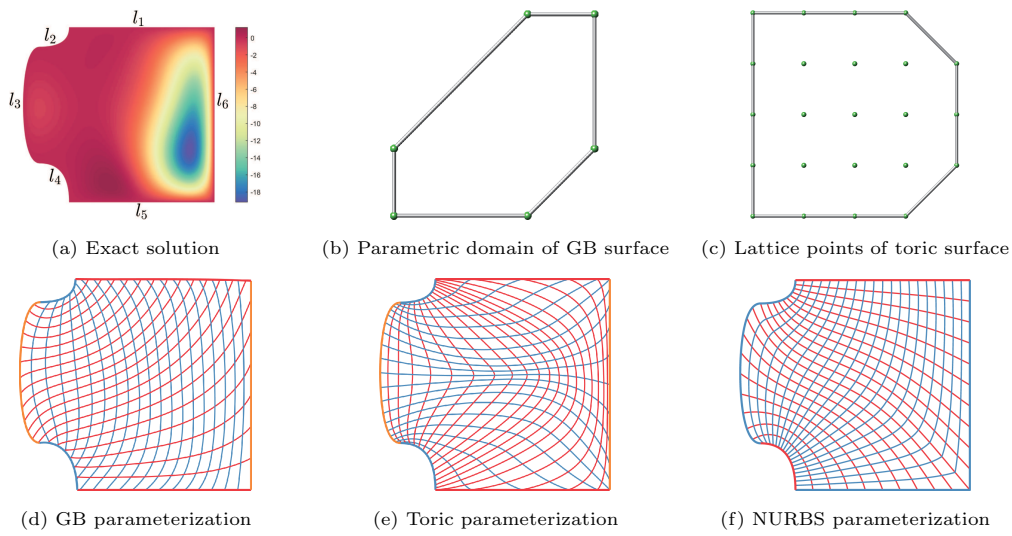 l₁
l₂
l₃
l₄
l₅
l₆
0
-2
-4
-6
-8
-10
-12
-14
-16
-18
(a) Exact solution
(b) Parametric domain of GB surface
(c) Lattice points of toric surface
(d) GB parameterization
(e) Toric parameterization
(f) NURBS parameterization